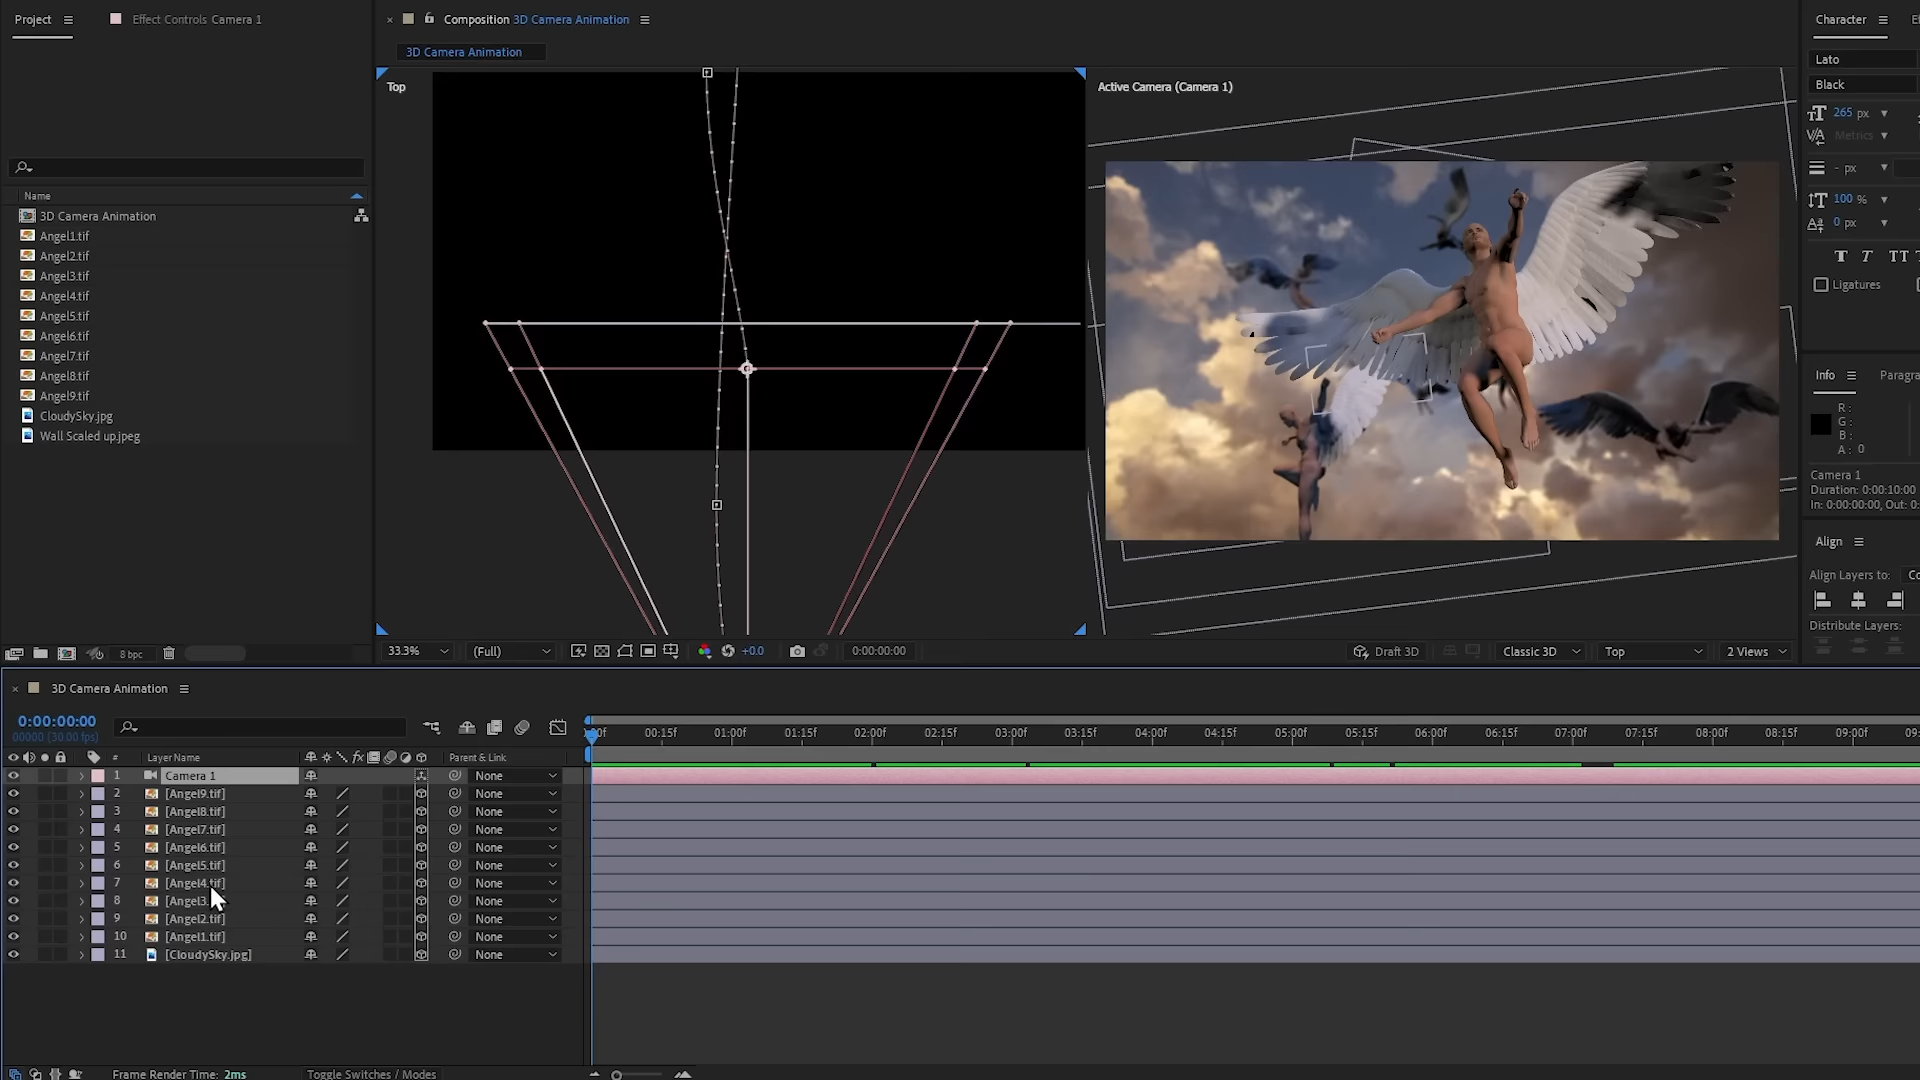 Project
Effect Controls Camera 1
Composition 3D Camera Animation
3D Camera Animation
Top
Active Camera (Camera 1)
Name
3D Camera Animation
Angel1.tif
Angel2.tif
Angel3.tif
Angel4.tif
Angel5.tif
Angel6.tif
Angel7.tif
Angel8.tif
Angel9.tif
CloudySky.jpg
Wall Scaled up.jpeg
8 bpc
33.3%
(Full)
+0.0
0:00:00:00
Draft 3D
Classic 3D
Top
2 Views
Character
Lato
Black
265 px
Metrics
- px
100 %
0 px
T T TT
Ligatures
Info
Paragra
R :
G :
B :
A : 0
Camera 1
Duration: 0:00:10:00
In: 0:00:00:00, Out: 0:
Align
Align Layers to:
Distribute Layers:
3D Camera Animation
0:00:00:00
00000 (30.00 fps)
00:15f 01:00f 01:15f 02:00f 02:15f 03:00f 03:15f 04:00f 04:15f 05:00f 05:15f 06:00f 06:15f 07:00f 07:15f 08:00f 08:15f 09:00f 09:
# Layer Name fx Parent & Link
1 Camera 1 None
2 [Angel9.tif] None
3 [Angel8.tif] None
4 [Angel7.tif] None
5 [Angel6.tif] None
6 [Angel5.tif] None
7 [Angel4.tif] None
8 [Angel3. None
9 [Angel2.tif] None
10 [Angel1.tif] None
11 [CloudySky.jpg] None
Frame Render Time: 2ms
Toggle Switches / Modes